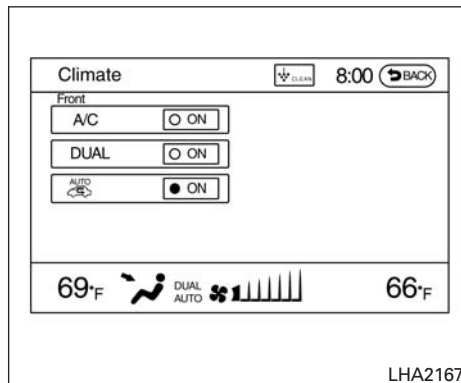 Climate CLEAN 8:00 BACK
Front
A/C ON
DUAL ON
AUTO ON
69°F DUAL AUTO 66°F
LHA2167